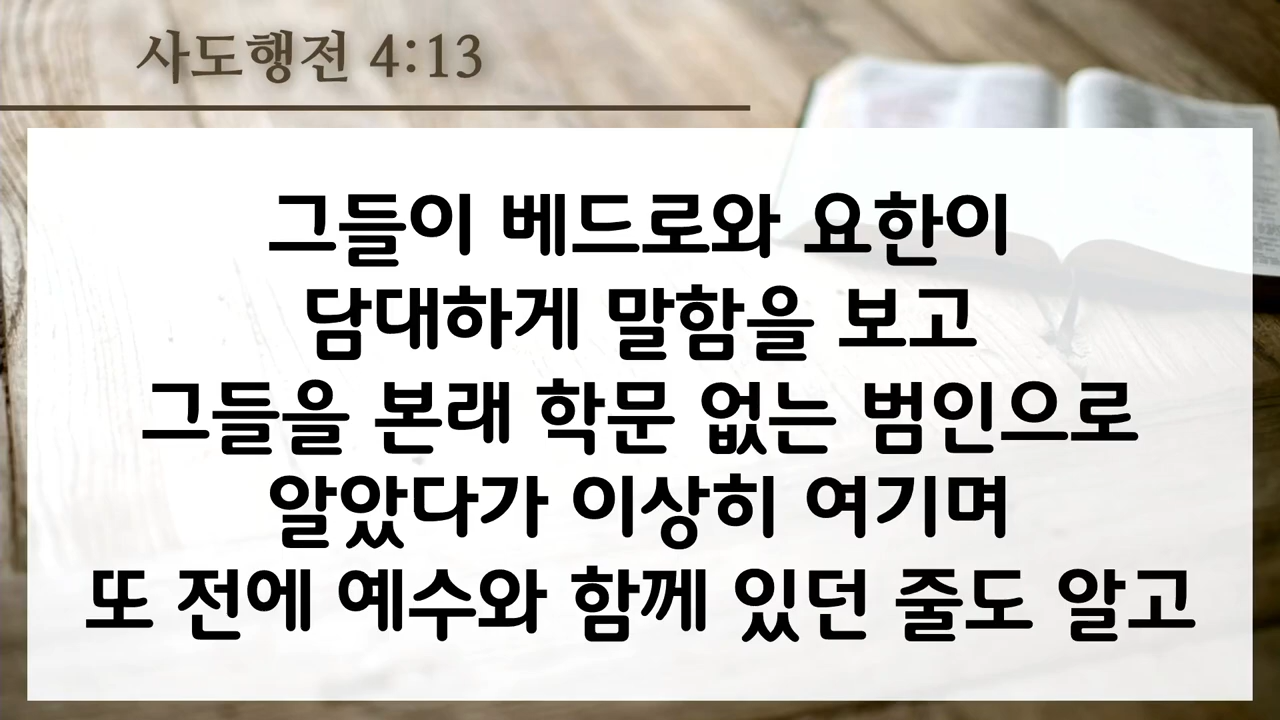 사도행전 4:13
그들이 베드로와 요한이
담대하게 말함을 보고
그들을 본래 학문 없는 범인으로
알았다가 이상히 여기며
또 전에 예수와 함께 있던 줄도 알고